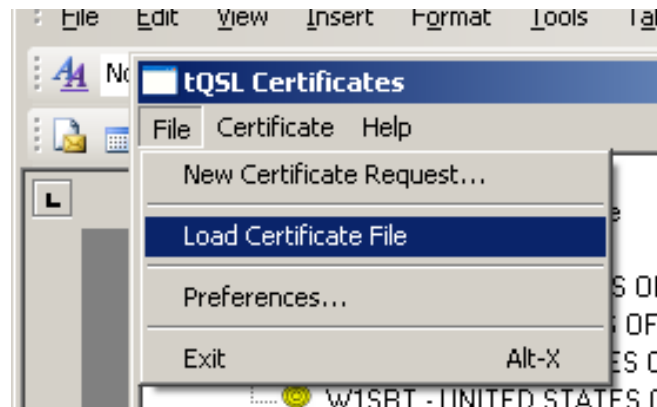 File Edit View Insert Format Tools
tQSL Certificates
File Certificate Help
New Certificate Request...
Load Certificate File
Preferences...
Exit Alt-X
W1SBT - UNITED STATES